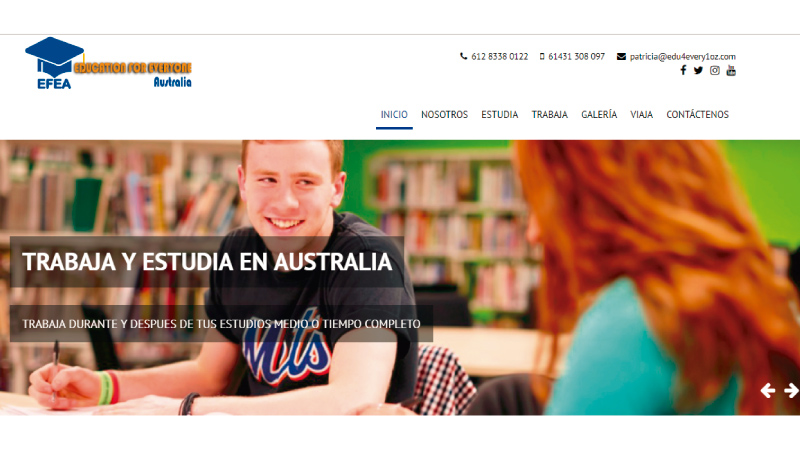 EFEA
EDUCATION FOR EVERYONE
Australia
612 8338 0122 61431 308 097 patricia@edu4every1oz.com
INICIO NOSOTROS ESTUDIA TRABAJA GALERÍA VIAJA CONTÁCTENOS
TRABAJA Y ESTUDIA EN AUSTRALIA
TRABAJA DURANTE Y DESPUES DE TUS ESTUDIOS MEDIO O TIEMPO COMPLETO